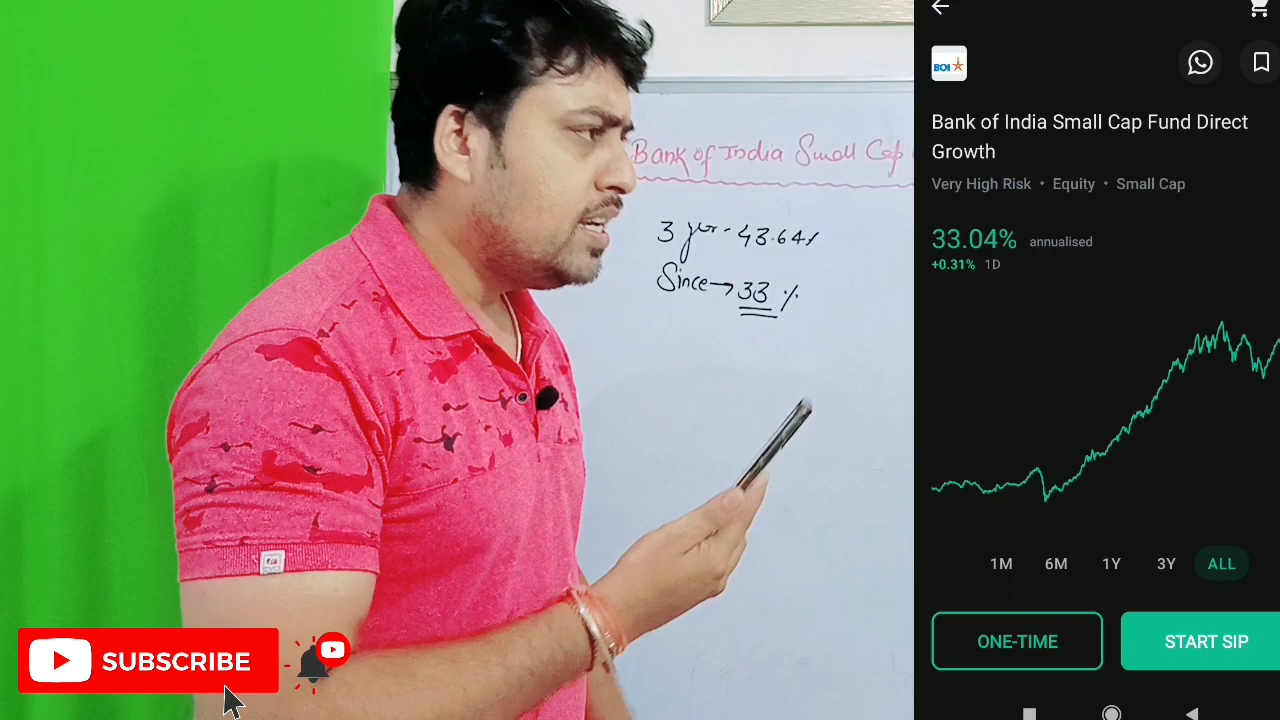 Bank of India Small Cap
3 yer - 43.64%
Since → 33 %
BOI
Bank of India Small Cap Fund Direct
Growth
Very High Risk • Equity • Small Cap
33.04% annualised
+0.31% 1D
1M 6M 1Y 3Y ALL
ONE-TIME START SIP
SUBSCRIBE